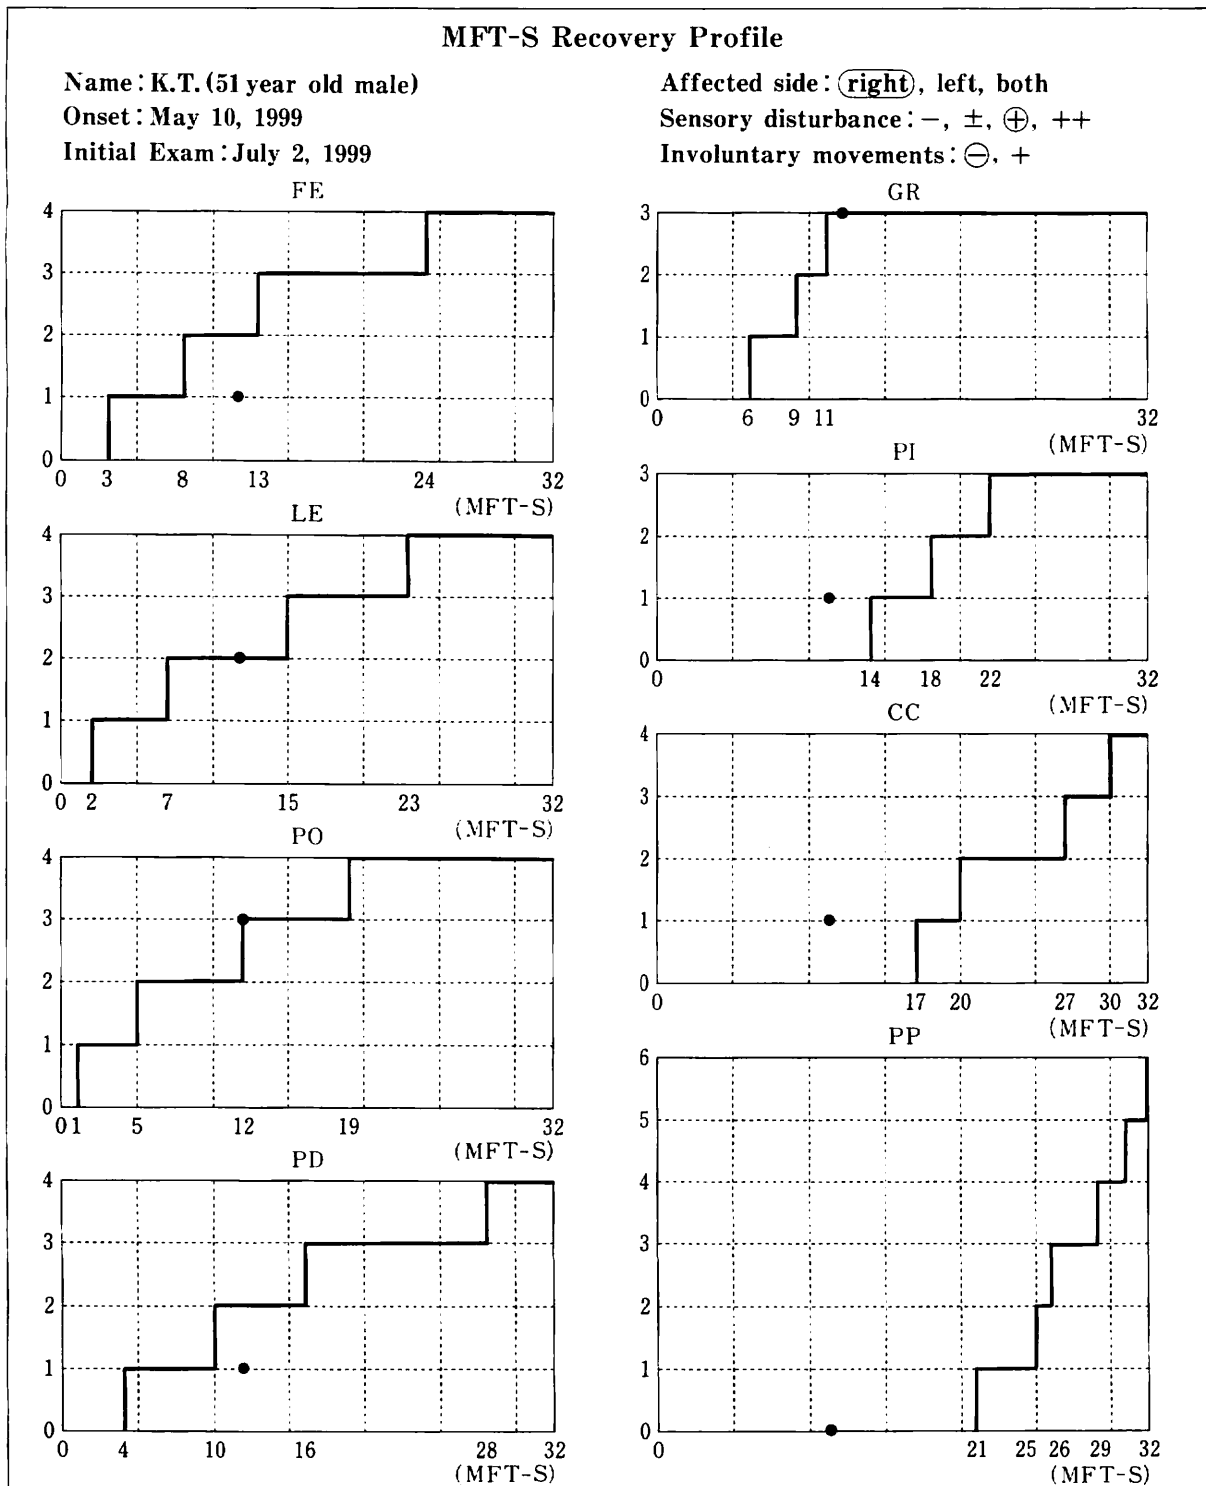 MFT-S Recovery Profile
Name : K.T. (51 year old male)
Onset : May 10, 1999
Initial Exam : July 2, 1999
Affected side : (right), left, both
Sensory disturbance : −, ±, ⊕, ++
Involuntary movements : ⊖, +
FE
4
3
2
1
0
0 3 8 13 24 32
(MFT-S)
LE
4
3
2
1
0
0 2 7 15 23 32
(MFT-S)
PO
4
3
2
1
0
0 1 5 12 19 32
(MFT-S)
PD
4
3
2
1
0
0 4 10 16 28 32
(MFT-S)
GR
3
2
1
0
0 6 9 11 32
(MFT-S)
PI
3
2
1
0
0 14 18 22 32
(MFT-S)
CC
4
3
2
1
0
0 17 20 27 30 32
(MFT-S)
PP
6
5
4
3
2
1
0
0 21 25 26 29 32
(MFT-S)